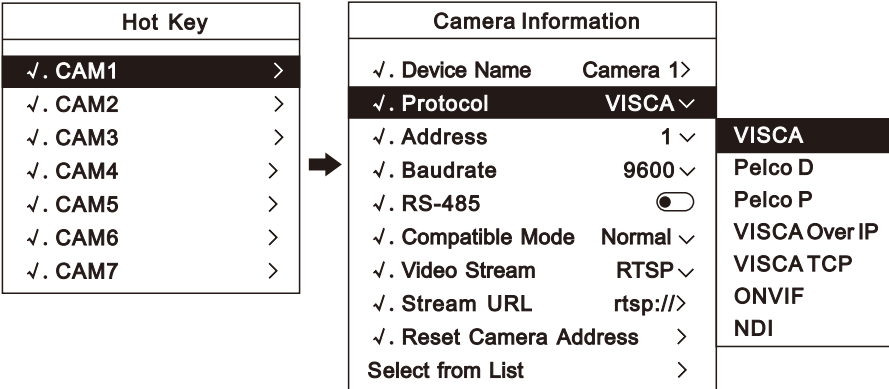 Hot Key
√. CAM1 >
√. CAM2 >
√. CAM3 >
√. CAM4 >
√. CAM5 >
√. CAM6 >
√. CAM7 >
Camera Information
√. Device Name Camera 1>
√. Protocol VISCA
√. Address 1
√. Baudrate 9600
√. RS-485
√. Compatible Mode Normal
√. Video Stream RTSP
√. Stream URL rtsp://>
√. Reset Camera Address >
Select from List >
VISCA
Pelco D
Pelco P
VISCA Over IP
VISCA TCP
ONVIF
NDI